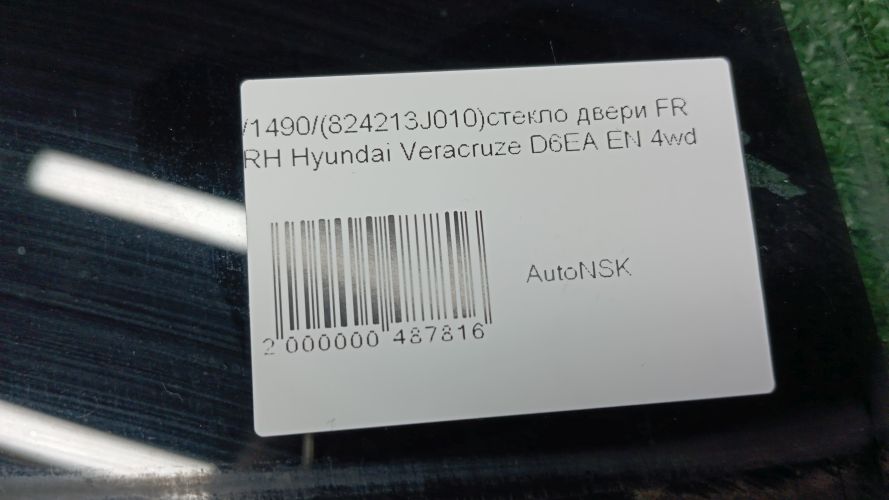 /1490/(824213J010)стекло двери FR
RH Hyundai Veracruze D6EA EN 4wd
AutoNSK
2 000000 487816